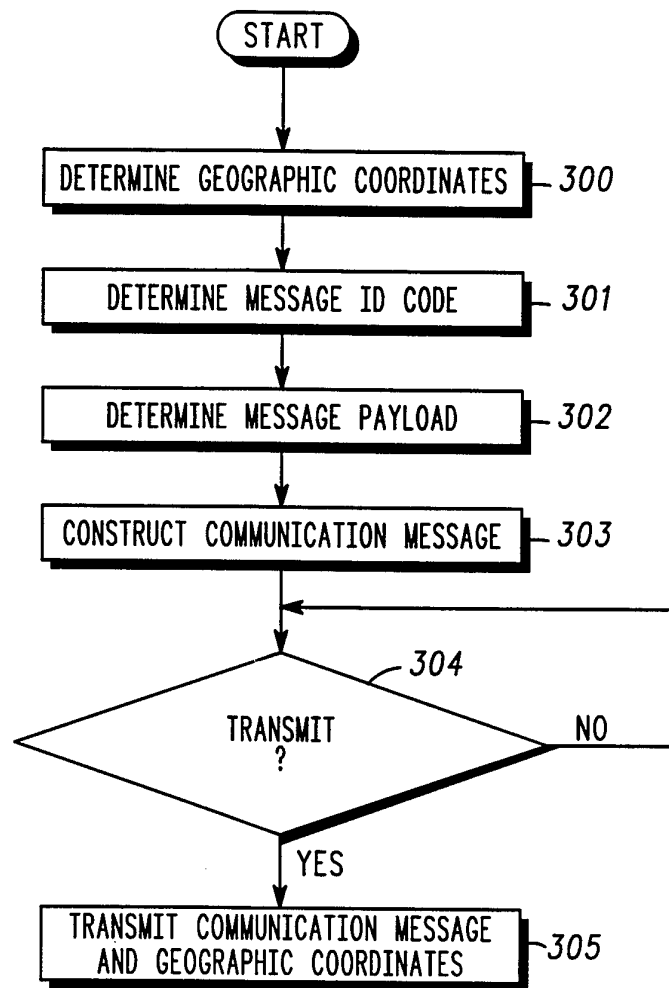 START
DETERMINE GEOGRAPHIC COORDINATES 300
DETERMINE MESSAGE ID CODE 301
DETERMINE MESSAGE PAYLOAD 302
CONSTRUCT COMMUNICATION MESSAGE 303
304
TRANSMIT
?
NO
YES
TRANSMIT COMMUNICATION MESSAGE
AND GEOGRAPHIC COORDINATES 305